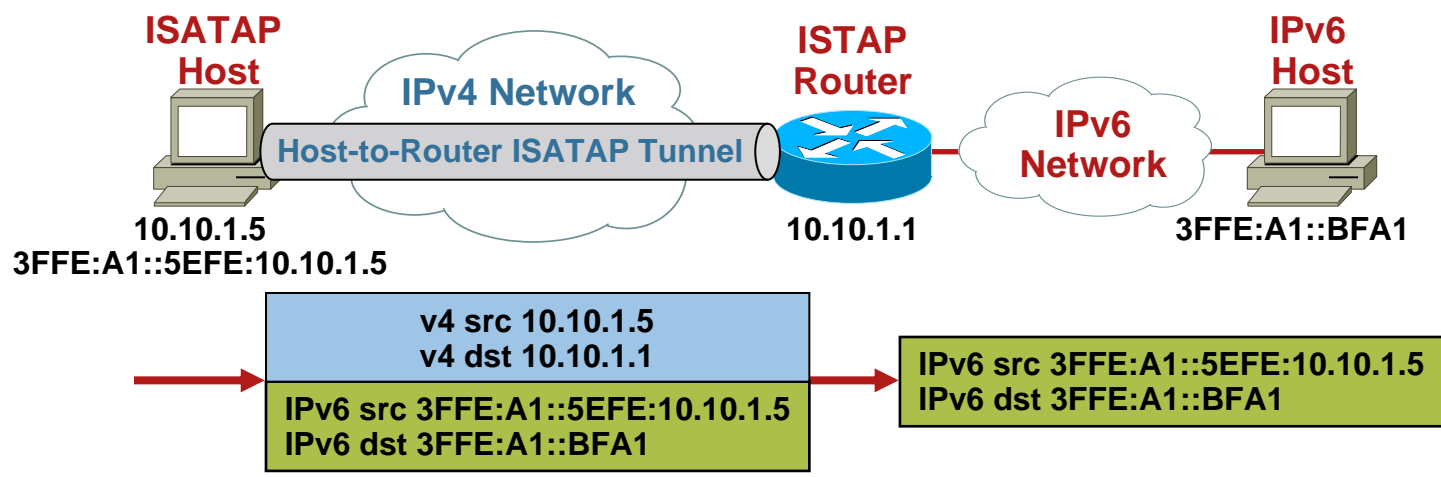 ISATAP
Host
IPv4 Network
Host-to-Router ISATAP Tunnel
ISTAP
Router
IPv6
Network
IPv6
Host
10.10.1.5
3FFE:A1::5EFE:10.10.1.5
10.10.1.1
3FFE:A1::BFA1
v4 src 10.10.1.5
v4 dst 10.10.1.1
IPv6 src 3FFE:A1::5EFE:10.10.1.5
IPv6 dst 3FFE:A1::BFA1
IPv6 src 3FFE:A1::5EFE:10.10.1.5
IPv6 dst 3FFE:A1::BFA1